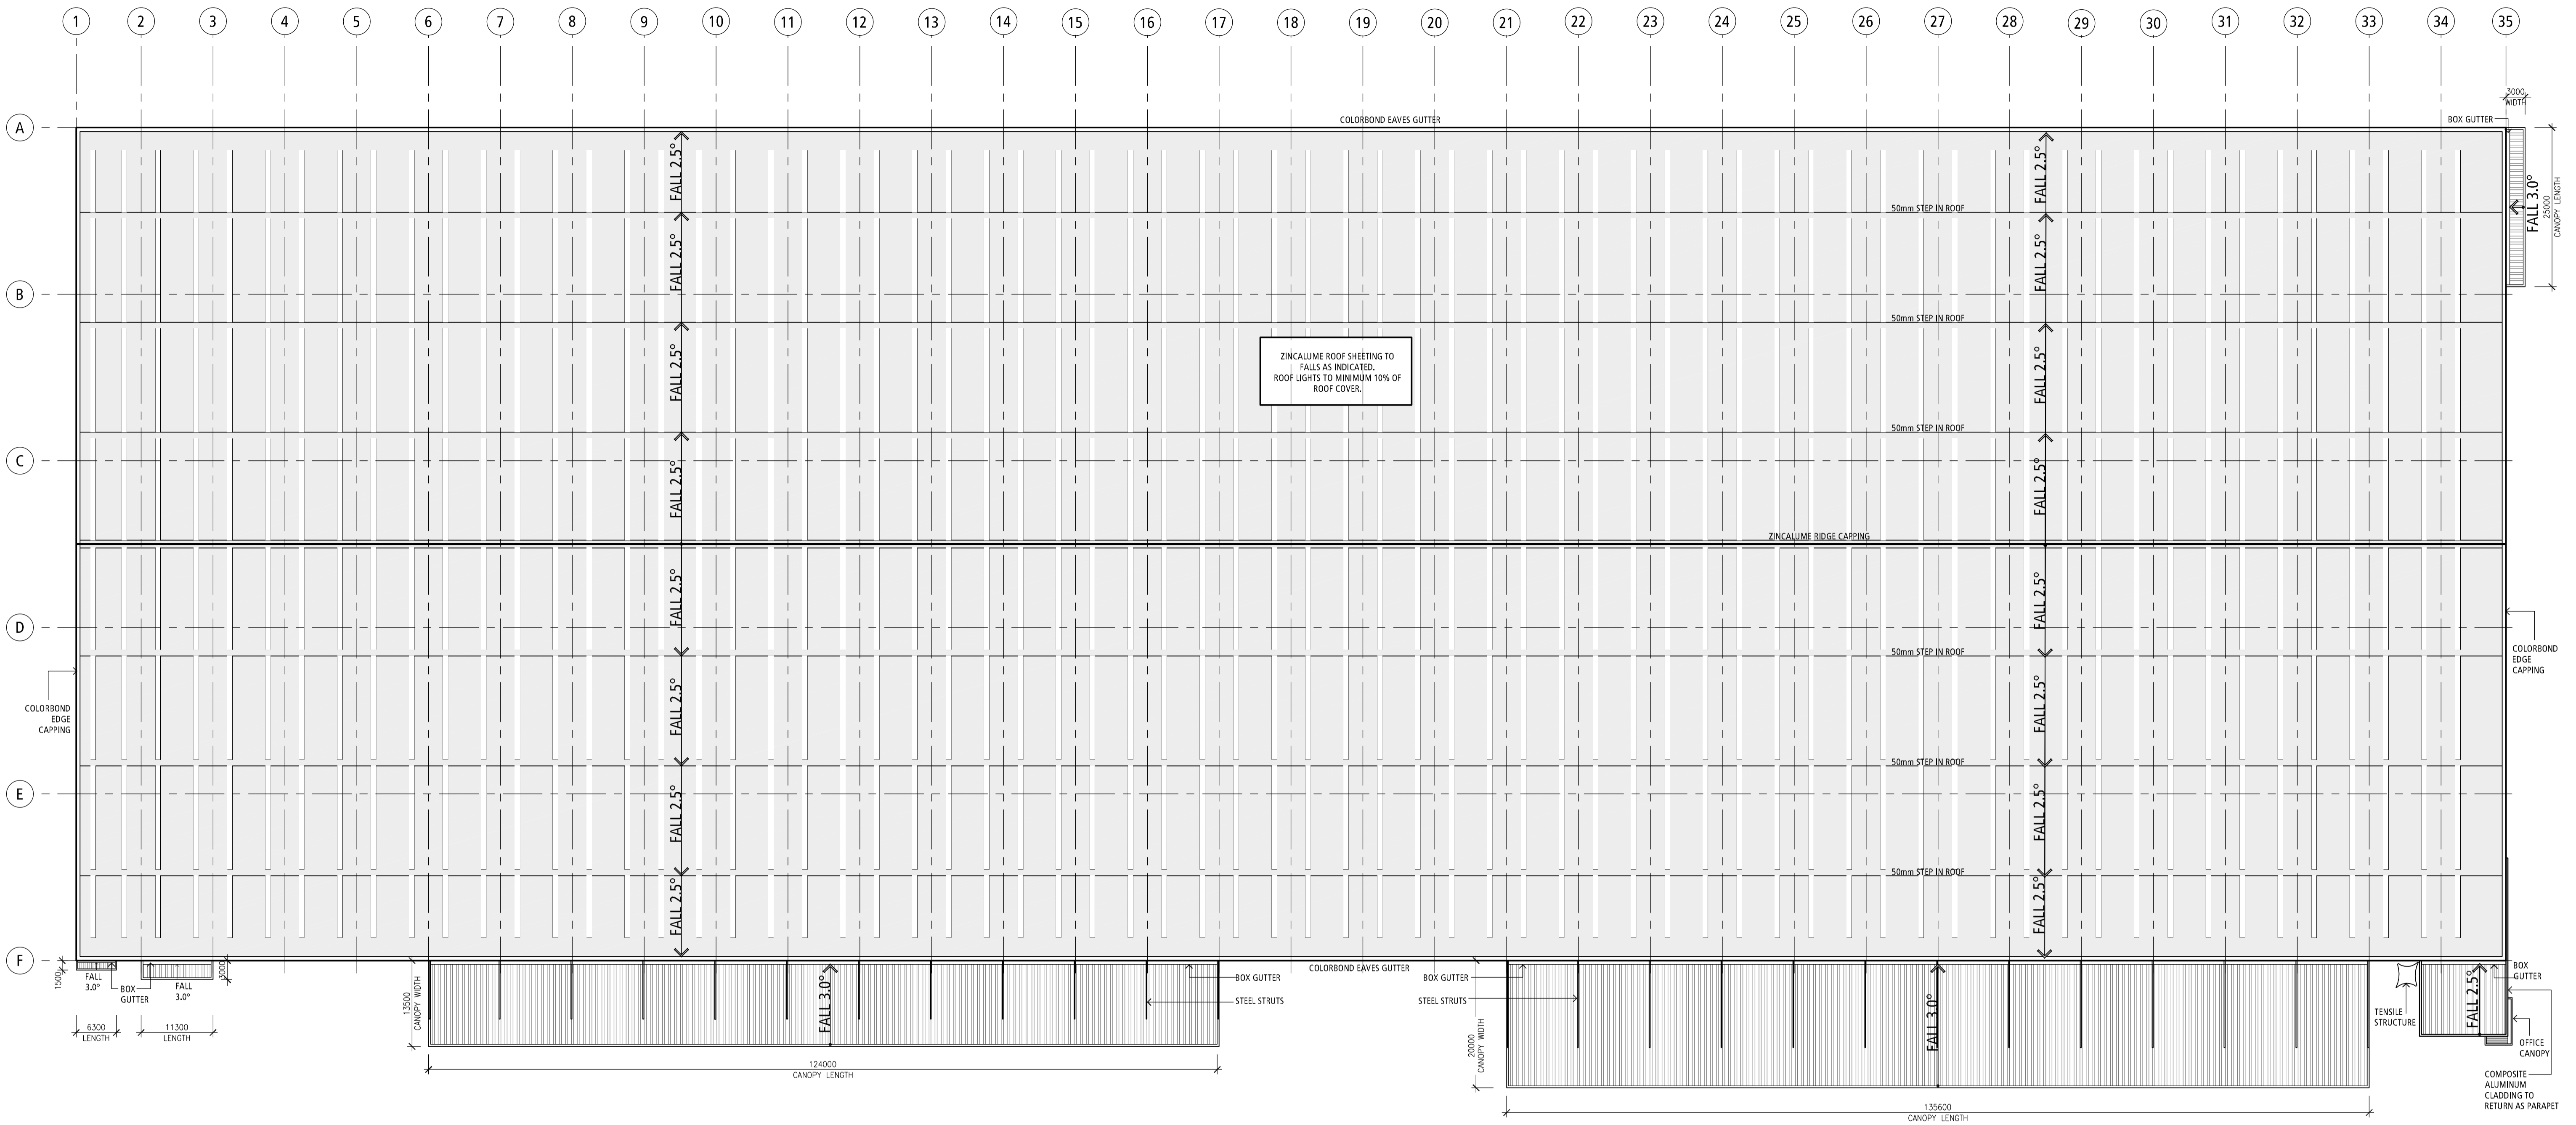 1 2 3 4 5 6 7 8 9 10 11 12 13 14 15 16 17 18 19 20 21 22 23 24 25 26 27 28 29 30 31 32 33 34 35
3000
WIDTH
A
COLORBOND EAVES GUTTER
BOX GUTTER
FALL 2.5°
FALL 2.5°
FALL 3.0°
25000
CANOPY LENGTH
50mm STEP IN ROOF
FALL 2.5°
FALL 2.5°
B
50mm STEP IN ROOF
FALL 2.5°
FALL 2.5°
ZINCALUME ROOF SHEETING TO
FALLS AS INDICATED.
ROOF LIGHTS TO MINIMUM 10% OF
ROOF COVER.
50mm STEP IN ROOF
C
FALL 2.5°
FALL 2.5°
ZINCALUME RIDGE CAPPING
FALL 2.5°
FALL 2.5°
D
50mm STEP IN ROOF
COLORBOND
EDGE
CAPPING
COLORBOND
EDGE
CAPPING
FALL 2.5°
FALL 2.5°
50mm STEP IN ROOF
E
FALL 2.5°
FALL 2.5°
50mm STEP IN ROOF
FALL 2.5°
FALL 2.5°
F
COLORBOND EAVES GUTTER
1500
FALL
3.0°
BOX
GUTTER
FALL
3.0°
3000
6300
LENGTH
11300
LENGTH
13500
CANOPY WIDTH
FALL 3.0°
BOX GUTTER
STEEL STRUTS
124000
CANOPY LENGTH
BOX GUTTER
STEEL STRUTS
20000
CANOPY WIDTH
FALL 3.0°
135600
CANOPY LENGTH
TENSILE
STRUCTURE
FALL 2.5°
BOX
GUTTER
OFFICE
CANOPY
COMPOSITE
ALUMINUM
CLADDING TO
RETURN AS PARAPET